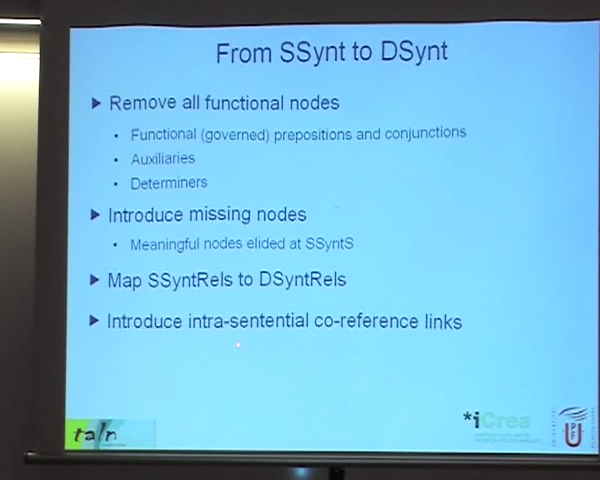 From SSynt to DSynt
Remove all functional nodes
Functional (governed) prepositions and conjunctions
Auxiliaries
Determiners
Introduce missing nodes
Meaningful nodes elided at SSyntS
Map SSyntRels to DSyntRels
Introduce intra-sentential co-reference links
*iCrea
taln